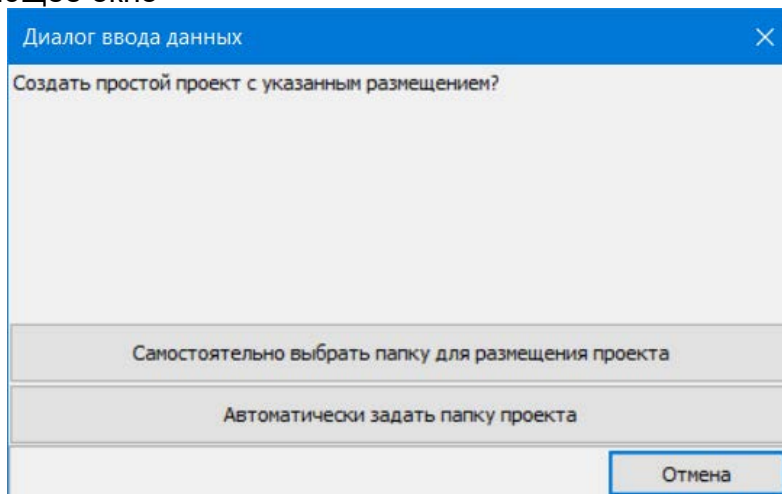 Диалог ввода данных
Создать простой проект с указанным размещением?
Самостоятельно выбрать папку для размещения проекта
Автоматически задать папку проекта
Отмена